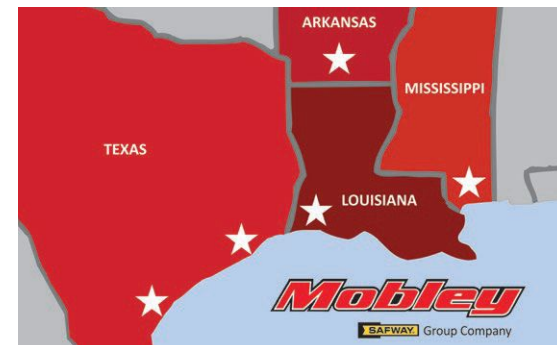 ARKANSAS
MISSISSIPPI
TEXAS
LOUISIANA
Mobley
SAFWAY. Group Company